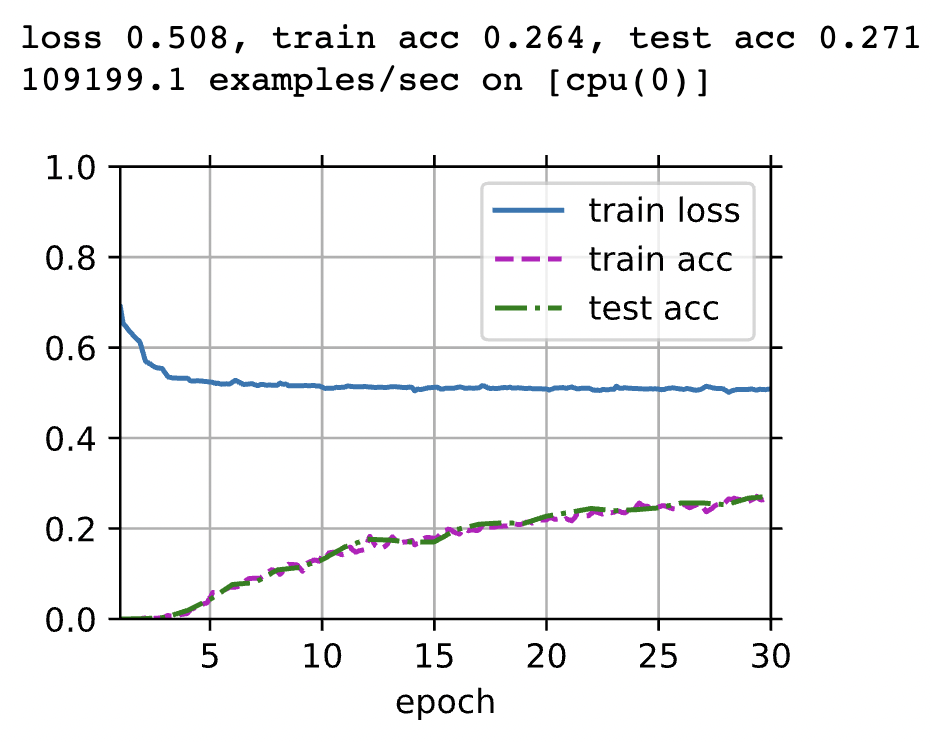 loss 0.508, train acc 0.264, test acc 0.271
109199.1 examples/sec on [cpu(0)]
1.0
0.8
0.6
0.4
0.2
0.0
train loss
train acc
test acc
5 10 15 20 25 30
epoch